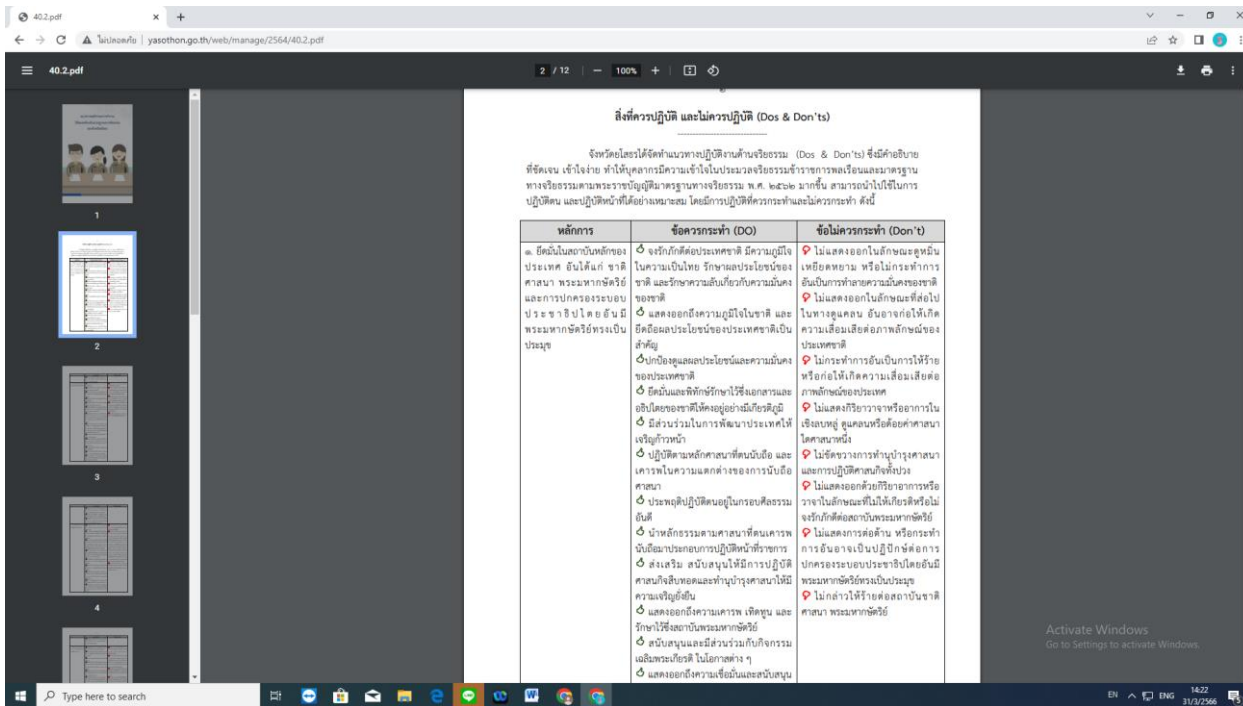 40.2.pdf
ไม่ปลอดภัย | yasothon.go.th/web/manage/2564/40.2.pdf
40.2.pdf
2 / 12
100%
1
2
3
4
สิ่งที่ควรปฏิบัติ และไม่ควรปฏิบัติ (Dos & Don'ts)
จังหวัดยโสธรได้จัดทำแนวทางปฏิบัติงานด้านจริยธรรม (Dos & Don'ts) ซึ่งมีคำอธิบาย
ที่ชัดเจน เข้าใจง่าย ทำให้บุคลากรมีความเข้าใจในประมวลจริยธรรมข้าราชการพลเรือนและมาตรฐาน
ทางจริยธรรมตามพระราชบัญญัติมาตรฐานทางจริยธรรม พ.ศ. ๒๕๖๒ มากขึ้น สามารถนำไปใช้ในการ
ปฏิบัติตน และปฏิบัติหน้าที่ได้อย่างเหมาะสม โดยมีการปฏิบัติที่ควรกระทำและไม่ควรกระทำ ดังนี้
หลักการ
๑. ยึดมั่นในสถาบันหลักของ
ประเทศ อันได้แก่ ชาติ
ศาสนา พระมหากษัตริย์
และการปกครองระบอบ
ประชาธิปไตยอันมี
พระมหากษัตริย์ทรงเป็น
ประมุข
ข้อควรกระทำ (DO)
จงรักภักดีต่อประเทศชาติ มีความภูมิใจ
ในความเป็นไทย รักษาผลประโยชน์ของ
ชาติ และรักษาความลับเกี่ยวกับความมั่นคง
ของชาติ
แสดงออกถึงความภูมิใจในชาติ และ
ยึดถือผลประโยชน์ของประเทศชาติเป็น
สำคัญ
ปกป้องดูแลผลประโยชน์และความมั่นคง
ของประเทศชาติ
ยึดมั่นและพิทักษ์รักษาไว้ซึ่งเอกสารและ
อธิปไตยของชาติให้คงอยู่อย่างมีเกียรติภูมิ
มีส่วนร่วมในการพัฒนาประเทศให้
เจริญก้าวหน้า
ปฏิบัติตามหลักศาสนาที่ตนนับถือ และ
เคารพในความแตกต่างของการนับถือ
ศาสนา
ประพฤติปฏิบัติตนอยู่ในกรอบศีลธรรม
อันดี
นำหลักธรรมตามศาสนาที่ตนเคารพ
นับถือมาประกอบการปฏิบัติหน้าที่ราชการ
ส่งเสริม สนับสนุนให้มีการปฏิบัติ
ศาสนกิจสืบทอดและทำนุบำรุงศาสนาให้มี
ความเจริญยั่งยืน
แสดงออกถึงความเคารพ เทิดทูน และ
รักษาไว้ซึ่งสถาบันพระมหากษัตริย์
สนับสนุนและมีส่วนร่วมกับกิจกรรม
เฉลิมพระเกียรติ ในโอกาสต่าง ๆ
แสดงออกถึงความเชื่อมั่นและสนับสนุน
ข้อไม่ควรกระทำ (Don't)
ไม่แสดงออกในลักษณะดูหมิ่น
เหยียดหยาม หรือไม่กระทำการ
อันเป็นการทำลายความมั่นคงของชาติ
ไม่แสดงออกในลักษณะที่ส่อไป
ในทางดูแคลน อันอาจก่อให้เกิด
ความเสื่อมเสียต่อภาพลักษณ์ของ
ประเทศชาติ
ไม่กระทำการอันเป็นการให้ร้าย
หรือก่อให้เกิดความเสื่อมเสียต่อ
ภาพลักษณ์ของประเทศ
ไม่แสดงกิริยาวาจาหรืออาการใน
เชิงลบหลู่ ดูแคลนหรือด้อยค่าศาสนา
ใดศาสนาหนึ่ง
ไม่ขัดขวางการทำนุบำรุงศาสนา
และการปฏิบัติศาสนกิจทั้งปวง
ไม่แสดงออกด้วยกิริยาอาการหรือ
วาจาในลักษณะที่ไม่ให้เกียรติหรือไม่
จงรักภักดีต่อสถาบันพระมหากษัตริย์
ไม่แสดงการต่อต้าน หรือกระทำ
การอันอาจเป็นปฏิปักษ์ต่อการ
ปกครองระบอบประชาธิปไตยอันมี
พระมหากษัตริย์ทรงเป็นประมุข
ไม่กล่าวให้ร้ายต่อสถาบันชาติ
ศาสนา พระมหากษัตริย์
Activate Windows
Go to Settings to activate Windows.
Type here to search
EN
ENG
14:22
31/3/2566